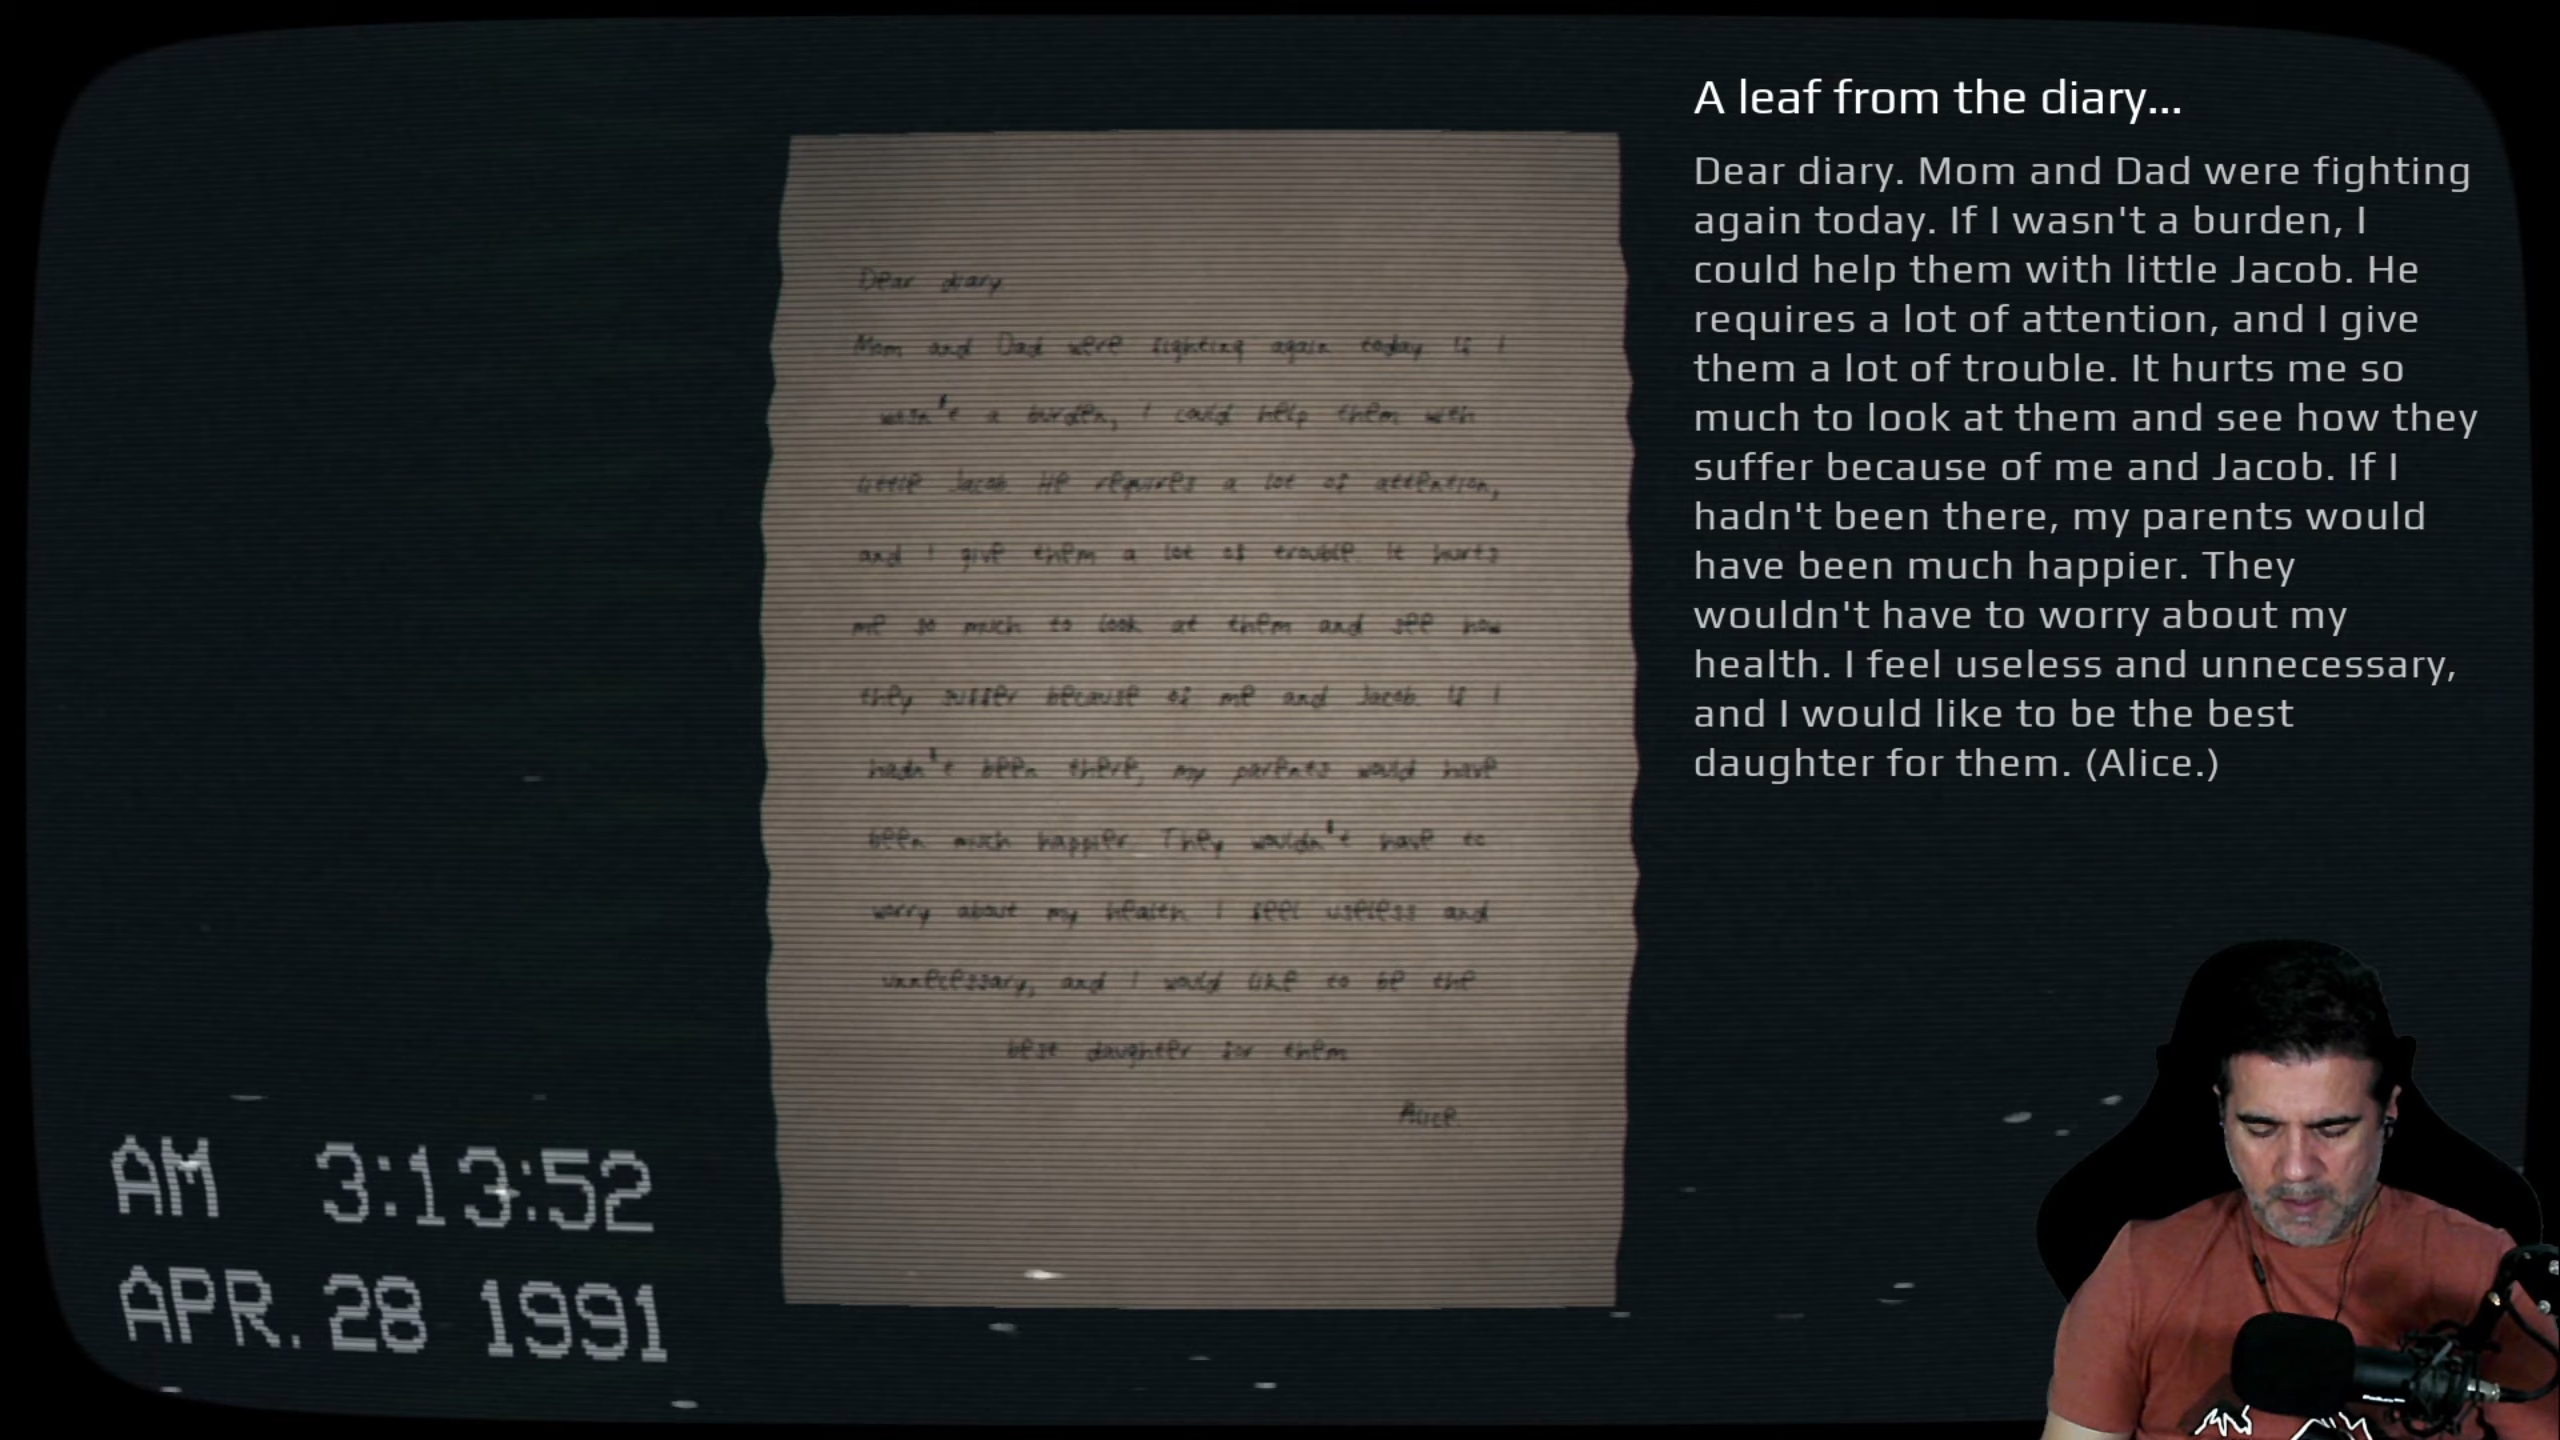 A leaf from the diary...
Dear diary. Mom and Dad were fighting
again today. If I wasn't a burden, I
could help them with little Jacob. He
requires a lot of attention, and I give
them a lot of trouble. It hurts me so
much to look at them and see how they
suffer because of me and Jacob. If I
hadn't been there, my parents would
have been much happier. They
wouldn't have to worry about my
health. I feel useless and unnecessary,
and I would like to be the best
daughter for them. (Alice.)
Dear diary
Mom and Dad were fighting again today. If I
wasn't a burden, I could help them with
little Jacob. He requires a lot of attention,
and I give them a lot of trouble. It hurts
me so much to look at them and see how
they suffer because of me and Jacob. If I
hadn't been there, my parents would have
been much happier. They wouldn't have to
worry about my health. I feel useless and
unnecessary, and I would like to be the
best daughter for them
Alice.
AM 3:13:52
APR. 28 1991